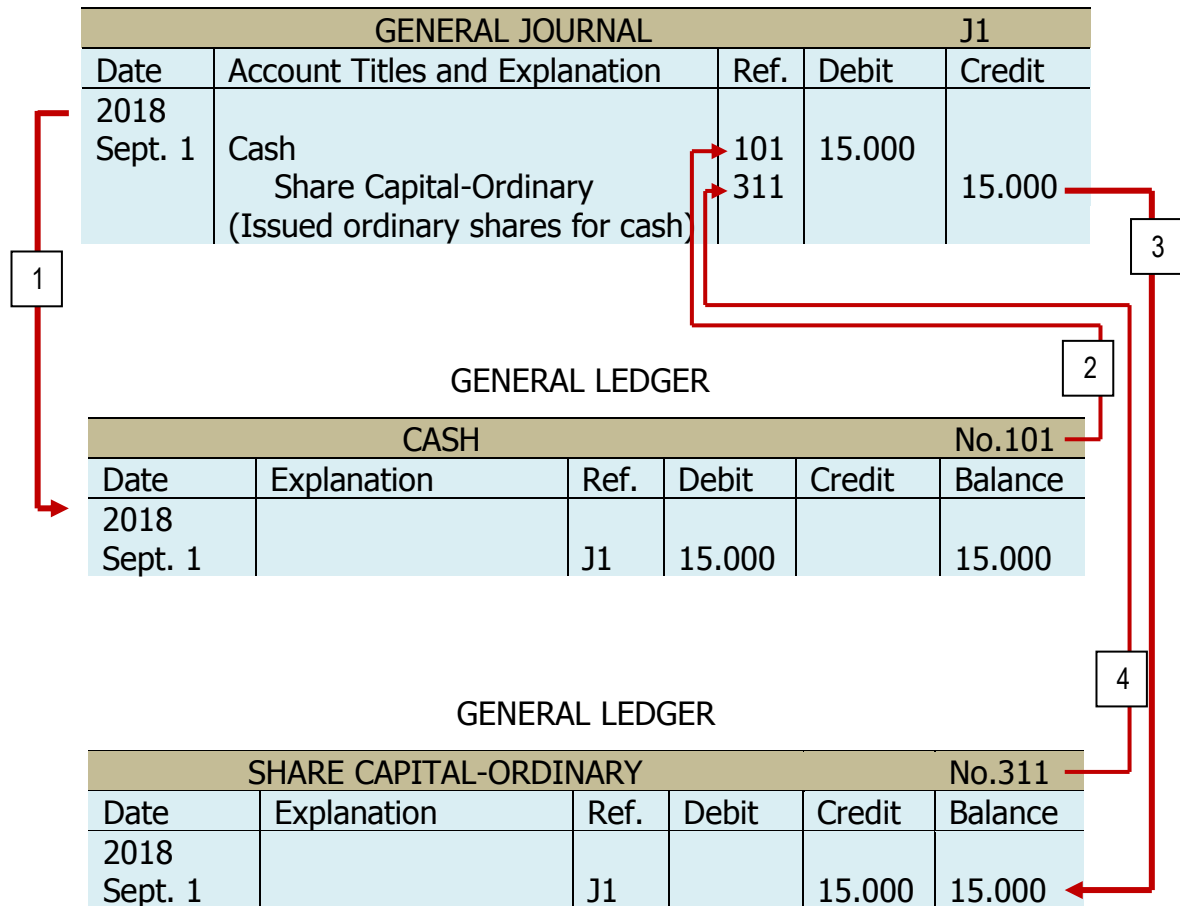 GENERAL JOURNAL J1
Date Account Titles and Explanation Ref. Debit Credit
2018
Sept. 1 Cash 101 15.000
Share Capital-Ordinary 311 15.000
(Issued ordinary shares for cash)
3
1
2
GENERAL LEDGER
CASH No.101
Date Explanation Ref. Debit Credit Balance
2018
Sept. 1 J1 15.000 15.000
4
GENERAL LEDGER
SHARE CAPITAL-ORDINARY No.311
Date Explanation Ref. Debit Credit Balance
2018
Sept. 1 J1 15.000 15.000